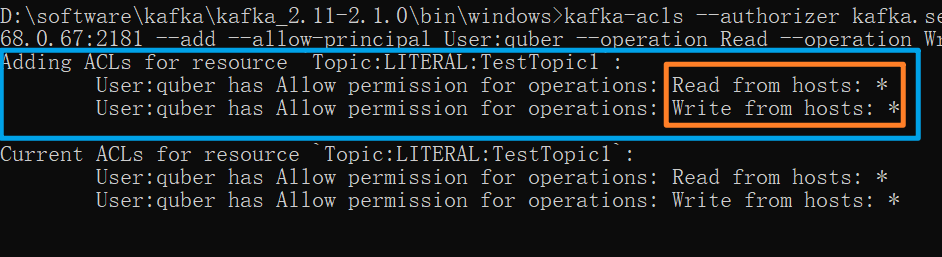 D:\software\kafka\kafka_2.11-2.1.0\bin\windows>kafka-acls --authorizer kafka.se
68.0.67:2181 --add --allow-principal User:quber --operation Read --operation Wr
Adding ACLs for resource `Topic:LITERAL:TestTopic1`:
User:quber has Allow permission for operations: Read from hosts: *
User:quber has Allow permission for operations: Write from hosts: *
Current ACLs for resource `Topic:LITERAL:TestTopic1`:
User:quber has Allow permission for operations: Read from hosts: *
User:quber has Allow permission for operations: Write from hosts: *